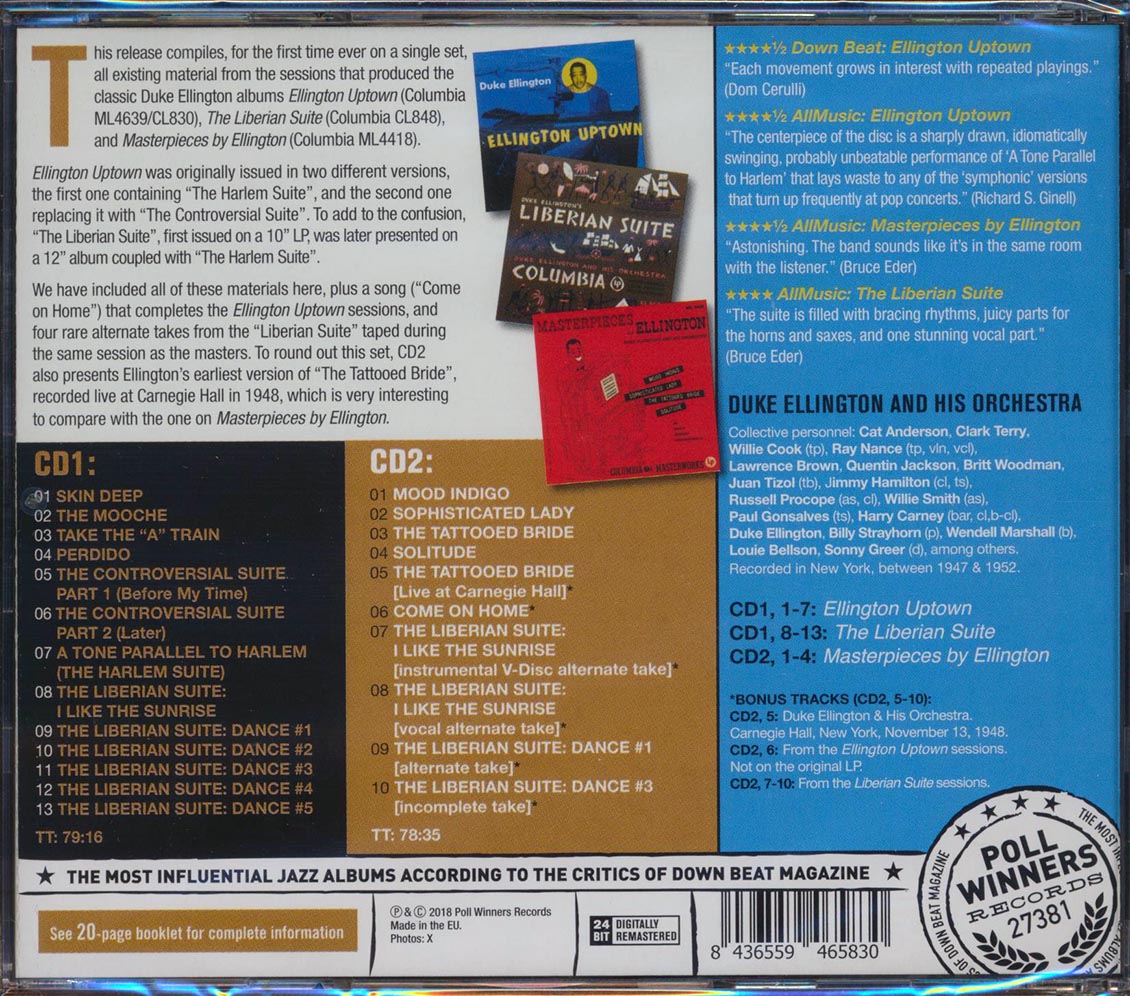 This release compiles, for the first time ever on a single set,
all existing material from the sessions that produced the
classic Duke Ellington albums Ellington Uptown (Columbia
ML4639/CL830), The Liberian Suite (Columbia CL848),
and Masterpieces by Ellington (Columbia ML4418).
Ellington Uptown was originally issued in two different versions,
the first one containing “The Harlem Suite”, and the second one
replacing it with “The Controversial Suite”. To add to the confusion,
“The Liberian Suite”, first issued on a 10” LP, was later presented on
a 12” album coupled with “The Harlem Suite”.
We have included all of these materials here, plus a song (“Come
on Home”) that completes the Ellington Uptown sessions, and
four rare alternate takes from the “Liberian Suite” taped during
the same session as the masters. To round out this set, CD2
also presents Ellington’s earliest version of “The Tattooed Bride”,
recorded live at Carnegie Hall in 1948, which is very interesting
to compare with the one on Masterpieces by Ellington.
Duke Ellington
ELLINGTON UPTOWN
DUKE ELLINGTON'S
LIBERIAN SUITE
DUKE ELLINGTON AND HIS ORCHESTRA
COLUMBIA LP
MASTERPIECES BY ELLINGTON
MOOD INDIGO
SOPHISTICATED LADY
THE TATTOOED BRIDE
SOLITUDE
COLUMBIA MASTERWORKS LP
★★★★½ Down Beat: Ellington Uptown
“Each movement grows in interest with repeated playings.”
(Dom Cerulli)
★★★★½ AllMusic: Ellington Uptown
“The centerpiece of the disc is a sharply drawn, idiomatically
swinging, probably unbeatable performance of ‘A Tone Parallel
to Harlem’ that lays waste to any of the ‘symphonic’ versions
that turn up frequently at pop concerts.” (Richard S. Ginell)
★★★★½ AllMusic: Masterpieces by Ellington
“Astonishing. The band sounds like it’s in the same room
with the listener.” (Bruce Eder)
★★★★ AllMusic: The Liberian Suite
“The suite is filled with bracing rhythms, juicy parts for
the horns and saxes, and one stunning vocal part.”
(Bruce Eder)
DUKE ELLINGTON AND HIS ORCHESTRA
Collective personnel: Cat Anderson, Clark Terry,
Willie Cook (tp), Ray Nance (tp, vln, vcl),
Lawrence Brown, Quentin Jackson, Britt Woodman,
Juan Tizol (tb), Jimmy Hamilton (cl, ts),
Russell Procope (as, cl), Willie Smith (as),
Paul Gonsalves (ts), Harry Carney (bar, cl,b-cl),
Duke Ellington, Billy Strayhorn (p), Wendell Marshall (b),
Louie Bellson, Sonny Greer (d), among others.
Recorded in New York, between 1947 & 1952.
CD1, 1-7: Ellington Uptown
CD1, 8-13: The Liberian Suite
CD2, 1-4: Masterpieces by Ellington
*BONUS TRACKS (CD2, 5-10):
CD2, 5: Duke Ellington & His Orchestra.
Carnegie Hall, New York, November 13, 1948.
CD2, 6: From the Ellington Uptown sessions.
Not on the original LP.
CD2, 7-10: From the Liberian Suite sessions.
CD1:
01 SKIN DEEP
02 THE MOOCHE
03 TAKE THE “A” TRAIN
04 PERDIDO
05 THE CONTROVERSIAL SUITE
PART 1 (Before My Time)
06 THE CONTROVERSIAL SUITE
PART 2 (Later)
07 A TONE PARALLEL TO HARLEM
(THE HARLEM SUITE)
08 THE LIBERIAN SUITE:
I LIKE THE SUNRISE
09 THE LIBERIAN SUITE: DANCE #1
10 THE LIBERIAN SUITE: DANCE #2
11 THE LIBERIAN SUITE: DANCE #3
12 THE LIBERIAN SUITE: DANCE #4
13 THE LIBERIAN SUITE: DANCE #5
TT: 79:16
CD2:
01 MOOD INDIGO
02 SOPHISTICATED LADY
03 THE TATTOOED BRIDE
04 SOLITUDE
05 THE TATTOOED BRIDE
[Live at Carnegie Hall]*
06 COME ON HOME*
07 THE LIBERIAN SUITE:
I LIKE THE SUNRISE
[instrumental V-Disc alternate take]*
08 THE LIBERIAN SUITE:
I LIKE THE SUNRISE
[vocal alternate take]*
09 THE LIBERIAN SUITE: DANCE #1
[alternate take]*
10 THE LIBERIAN SUITE: DANCE #3
[incomplete take]*
TT: 78:35
★ THE MOST INFLUENTIAL JAZZ ALBUMS ACCORDING TO THE CRITICS OF DOWN BEAT MAGAZINE ★
See 20-page booklet for complete information
Ⓟ & © 2018 Poll Winners Records
Made in the EU.
Photos: X
24 BIT DIGITALLY REMASTERED
8 436559 465830
POLL
WINNERS
RECORDS
27381
THE MOST
OF DOWN BEAT MAGAZINE